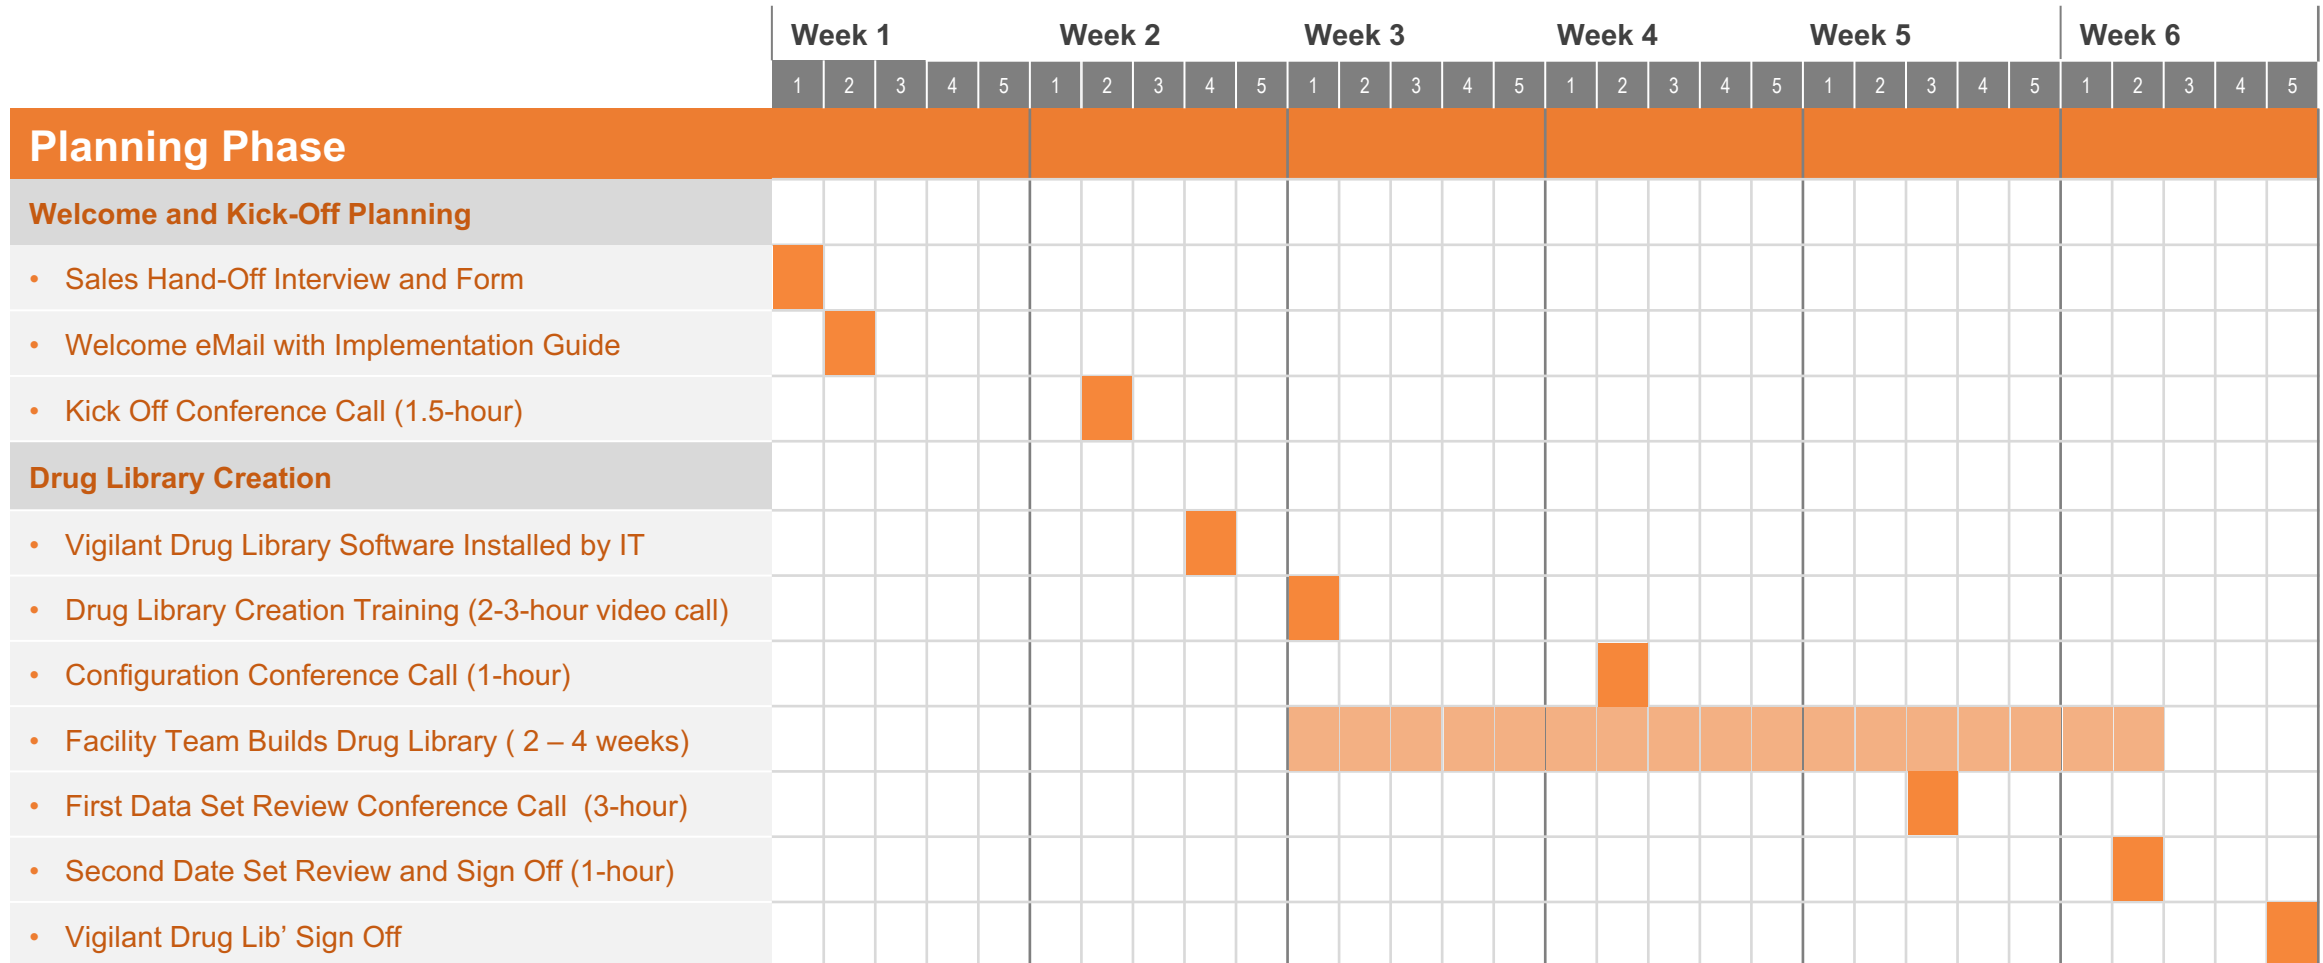 Week 1 Week 2 Week 3 Week 4 Week 5 Week 6
1 2 3 4 5 1 2 3 4 5 1 2 3 4 5 1 2 3 4 5 1 2 3 4 5 1 2 3 4 5
Planning Phase
Welcome and Kick-Off Planning
• Sales Hand-Off Interview and Form
• Welcome eMail with Implementation Guide
• Kick Off Conference Call (1.5-hour)
Drug Library Creation
• Vigilant Drug Library Software Installed by IT
• Drug Library Creation Training (2-3-hour video call)
• Configuration Conference Call (1-hour)
• Facility Team Builds Drug Library ( 2 – 4 weeks)
• First Data Set Review Conference Call  (3-hour)
• Second Date Set Review and Sign Off (1-hour)
• Vigilant Drug Lib’ Sign Off